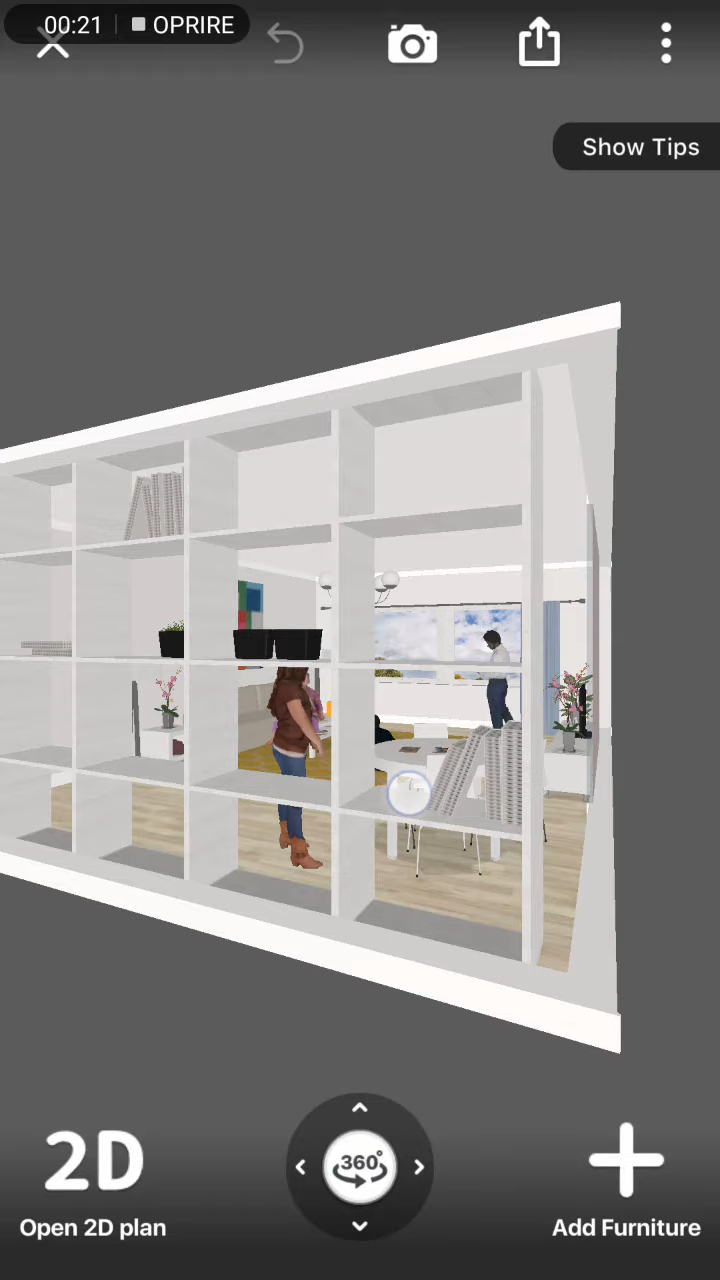 00:21 | OPRIRE
Show Tips
2D
Open 2D plan
360°
Add Furniture